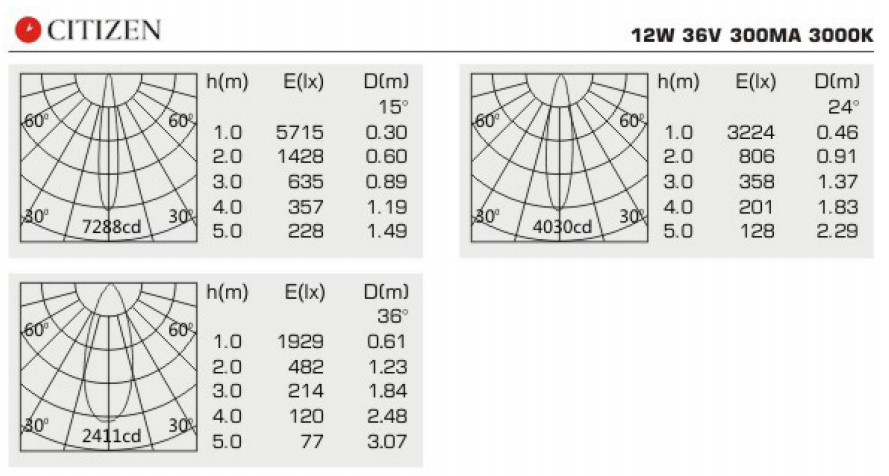 CITIZEN
12W 36V 300MA 3000K
h(m) E(lx) D(m)
15°
60° 60°
1.0 5715 0.30
2.0 1428 0.60
3.0 635 0.89
4.0 357 1.19
30° 30°
7288cd
5.0 228 1.49
h(m) E(lx) D(m)
24°
60° 60°
1.0 3224 0.46
2.0 806 0.91
3.0 358 1.37
4.0 201 1.83
30° 30°
4030cd
5.0 128 2.29
h(m) E(lx) D(m)
36°
60° 60°
1.0 1929 0.61
2.0 482 1.23
3.0 214 1.84
4.0 120 2.48
30° 30°
2411cd
5.0 77 3.07